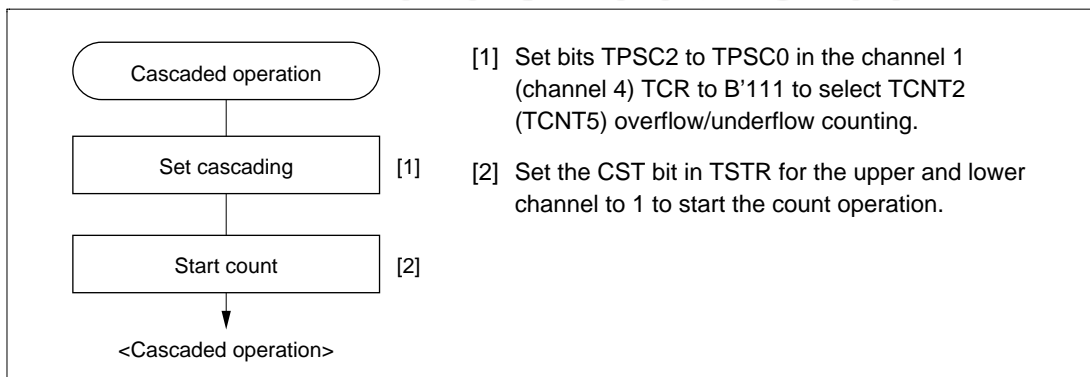 Cascaded operation
Set cascading [1]
Start count [2]
<Cascaded operation>
[1] Set bits TPSC2 to TPSC0 in the channel 1
(channel 4) TCR to B'111 to select TCNT2
(TCNT5) overflow/underflow counting.
[2] Set the CST bit in TSTR for the upper and lower
channel to 1 to start the count operation.